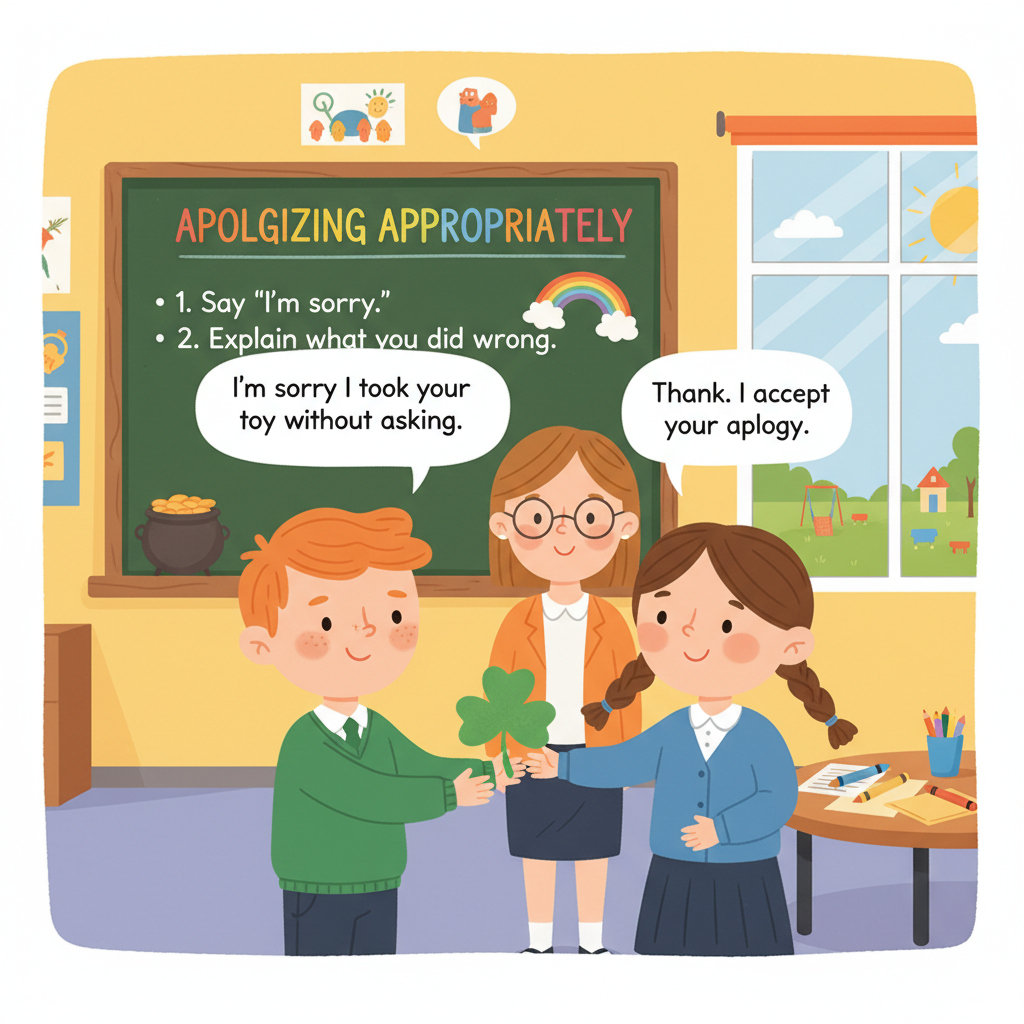 APOLGIZING APPROPRIATELY
• 1. Say “I’m sorry.”
• 2. Explain what you did wrong.
I’m sorry I took your
toy without asking.
Thank. I accept
your aplogy.